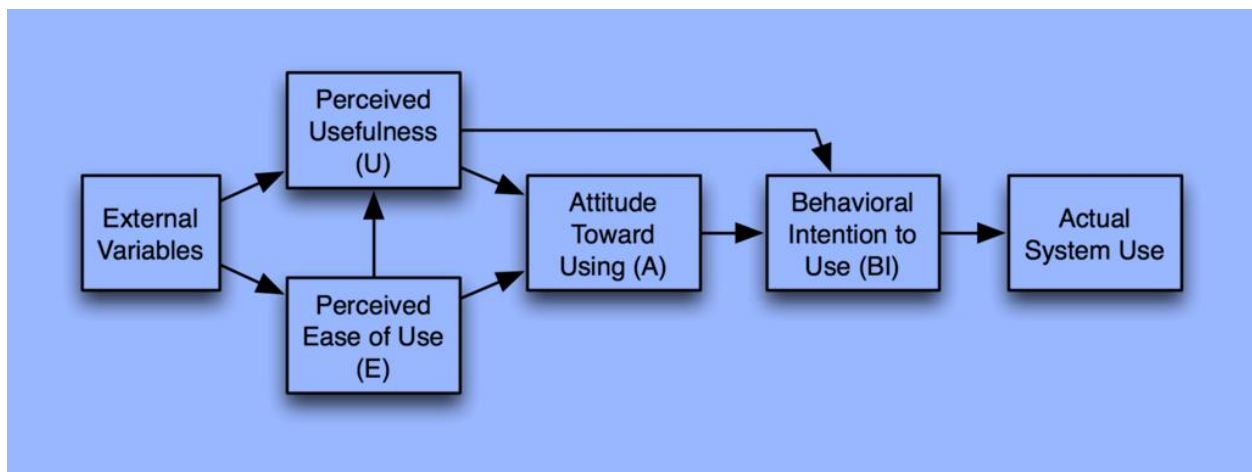 External
Variables
Perceived
Usefulness
(U)
Perceived
Ease of Use
(E)
Attitude
Toward
Using (A)
Behavioral
Intention to
Use (BI)
Actual
System Use